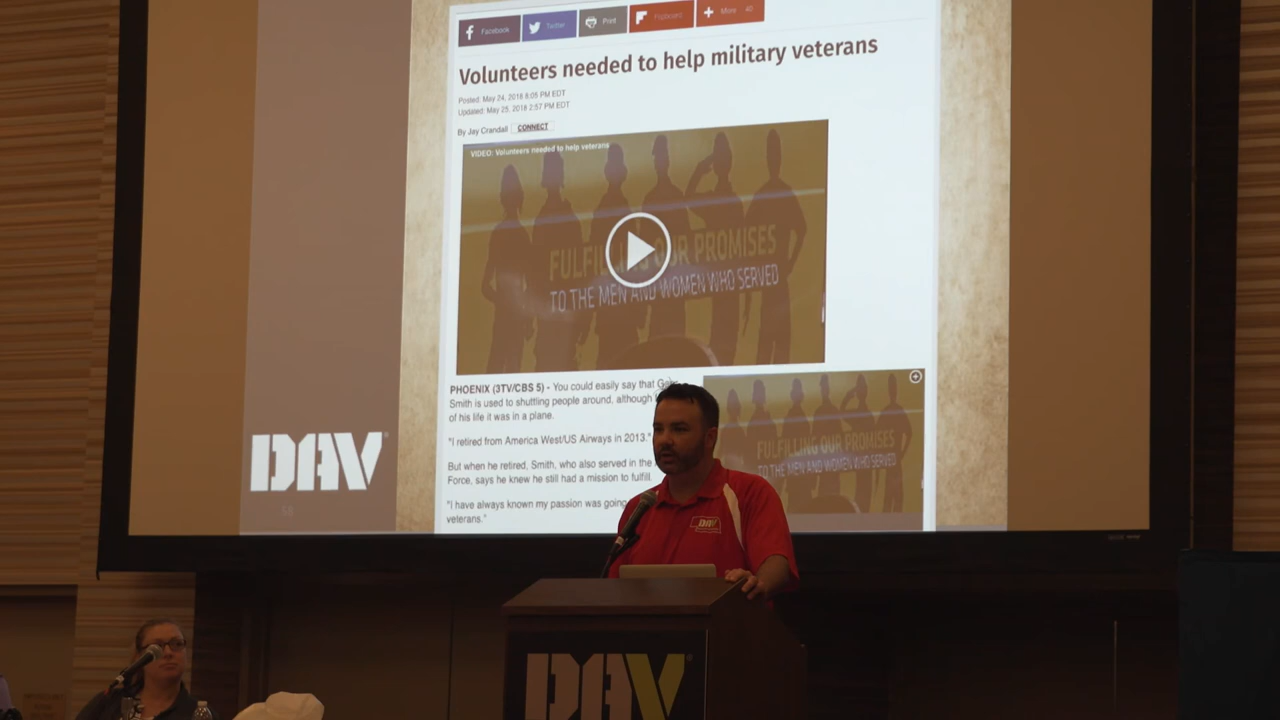 Facebook
Twitter
Print
Flipboard
More
40
Volunteers needed to help military veterans
Posted: May 24, 2018 8:05 PM EDT
Updated: May 25, 2018 2:57 PM EDT
By Jay Crandall CONNECT
VIDEO: Volunteers needed to help veterans
FULFILLING OUR PROMISES
TO THE MEN AND WOMEN WHO SERVED
PHOENIX (3TV/CBS 5) - You could easily say that
Smith is used to shuttling people around, although
of his life it was in a plane.
"I retired from America West/US Airways in 2013."
But when he retired, Smith, who also served in the
Force, says he knew he still had a mission to fulfill.
"I have always known my passion was going
veterans."
FULFILLING OUR PROMISES
TO THE MEN AND WOMEN WHO SERVED
DAV
DAV
DAV